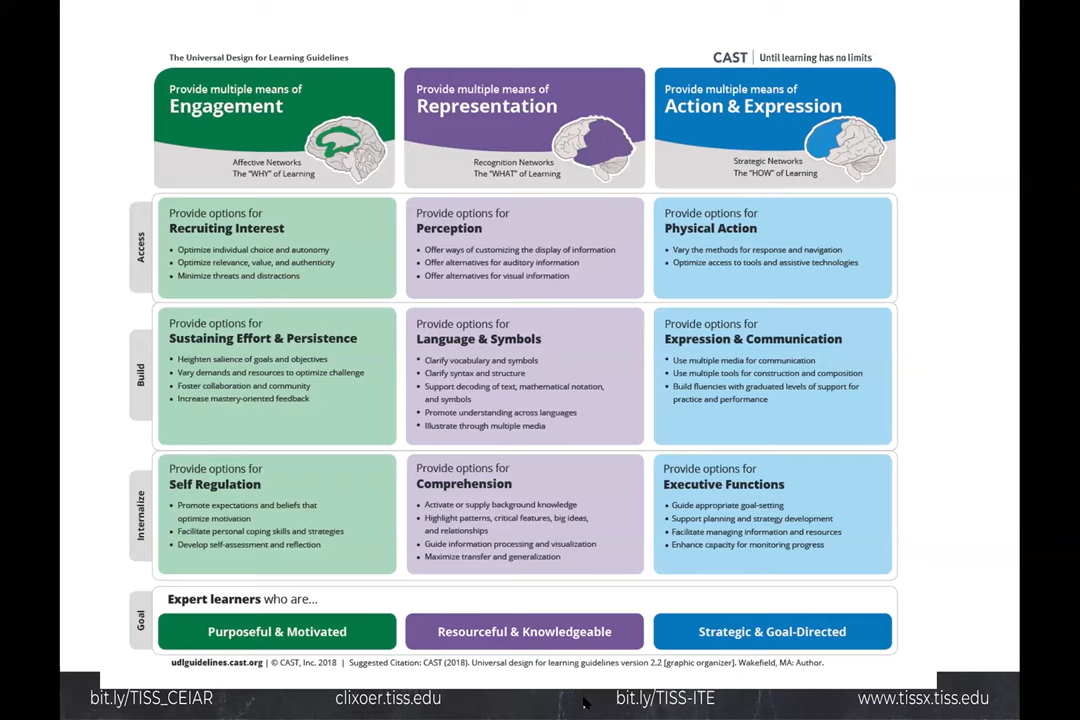 The Universal Design for Learning Guidelines
CAST | Until learning has no limits
Provide multiple means of
Engagement
Affective Networks
The “WHY” of Learning
Provide multiple means of
Representation
Recognition Networks
The “WHAT” of Learning
Provide multiple means of
Action & Expression
Strategic Networks
The “HOW” of Learning
Access
Provide options for
Recruiting Interest
• Optimize individual choice and autonomy
• Optimize relevance, value, and authenticity
• Minimize threats and distractions
Provide options for
Perception
• Offer ways of customizing the display of information
• Offer alternatives for auditory information
• Offer alternatives for visual information
Provide options for
Physical Action
• Vary the methods for response and navigation
• Optimize access to tools and assistive technologies
Build
Provide options for
Sustaining Effort & Persistence
• Heighten salience of goals and objectives
• Vary demands and resources to optimize challenge
• Foster collaboration and community
• Increase mastery-oriented feedback
Provide options for
Language & Symbols
• Clarify vocabulary and symbols
• Clarify syntax and structure
• Support decoding of text, mathematical notation,
and symbols
• Promote understanding across languages
• Illustrate through multiple media
Provide options for
Expression & Communication
• Use multiple media for communication
• Use multiple tools for construction and composition
• Build fluencies with graduated levels of support for
practice and performance
Internalize
Provide options for
Self Regulation
• Promote expectations and beliefs that
optimize motivation
• Facilitate personal coping skills and strategies
• Develop self-assessment and reflection
Provide options for
Comprehension
• Activate or supply background knowledge
• Highlight patterns, critical features, big ideas,
and relationships
• Guide information processing and visualization
• Maximize transfer and generalization
Provide options for
Executive Functions
• Guide appropriate goal-setting
• Support planning and strategy development
• Facilitate managing information and resources
• Enhance capacity for monitoring progress
Goal
Expert learners who are...
Purposeful & Motivated
Resourceful & Knowledgeable
Strategic & Goal-Directed
udlguidelines.cast.org | © CAST, Inc. 2018 | Suggested Citation: CAST (2018). Universal design for learning guidelines version 2.2 [graphic organizer]. Wakefield, MA: Author.
bit.ly/TISS_CEIAR clixoer.tiss.edu bit.ly/TISS-ITE www.tissx.tiss.edu